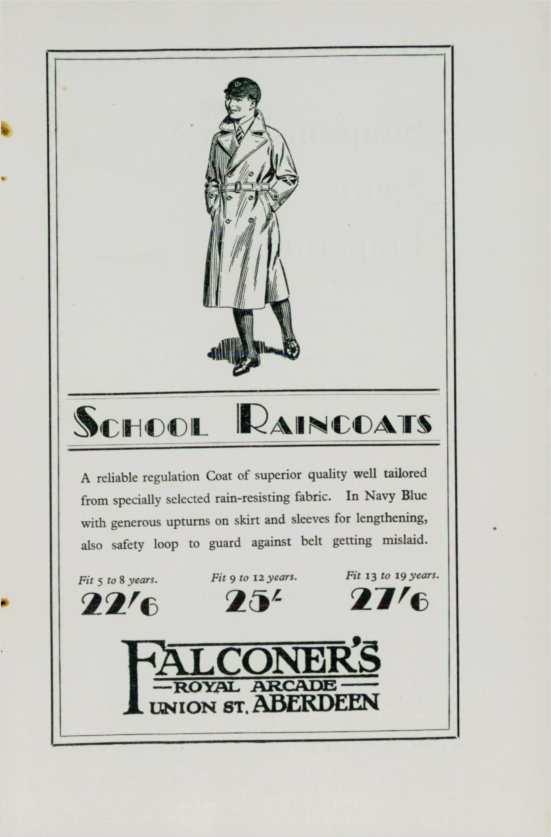 SCHOOL RAINCOATS
A reliable regulation Coat of superior quality well tailored
from specially selected rain-resisting fabric. In Navy Blue
with generous upturns on skirt and sleeves for lengthening,
also safety loop to guard against belt getting mislaid.
Fit 5 to 8 years. Fit 9 to 12 years. Fit 13 to 19 years.
22/6 25/- 27/6
FALCONER'S
ROYAL ARCADE
UNION ST. ABERDEEN